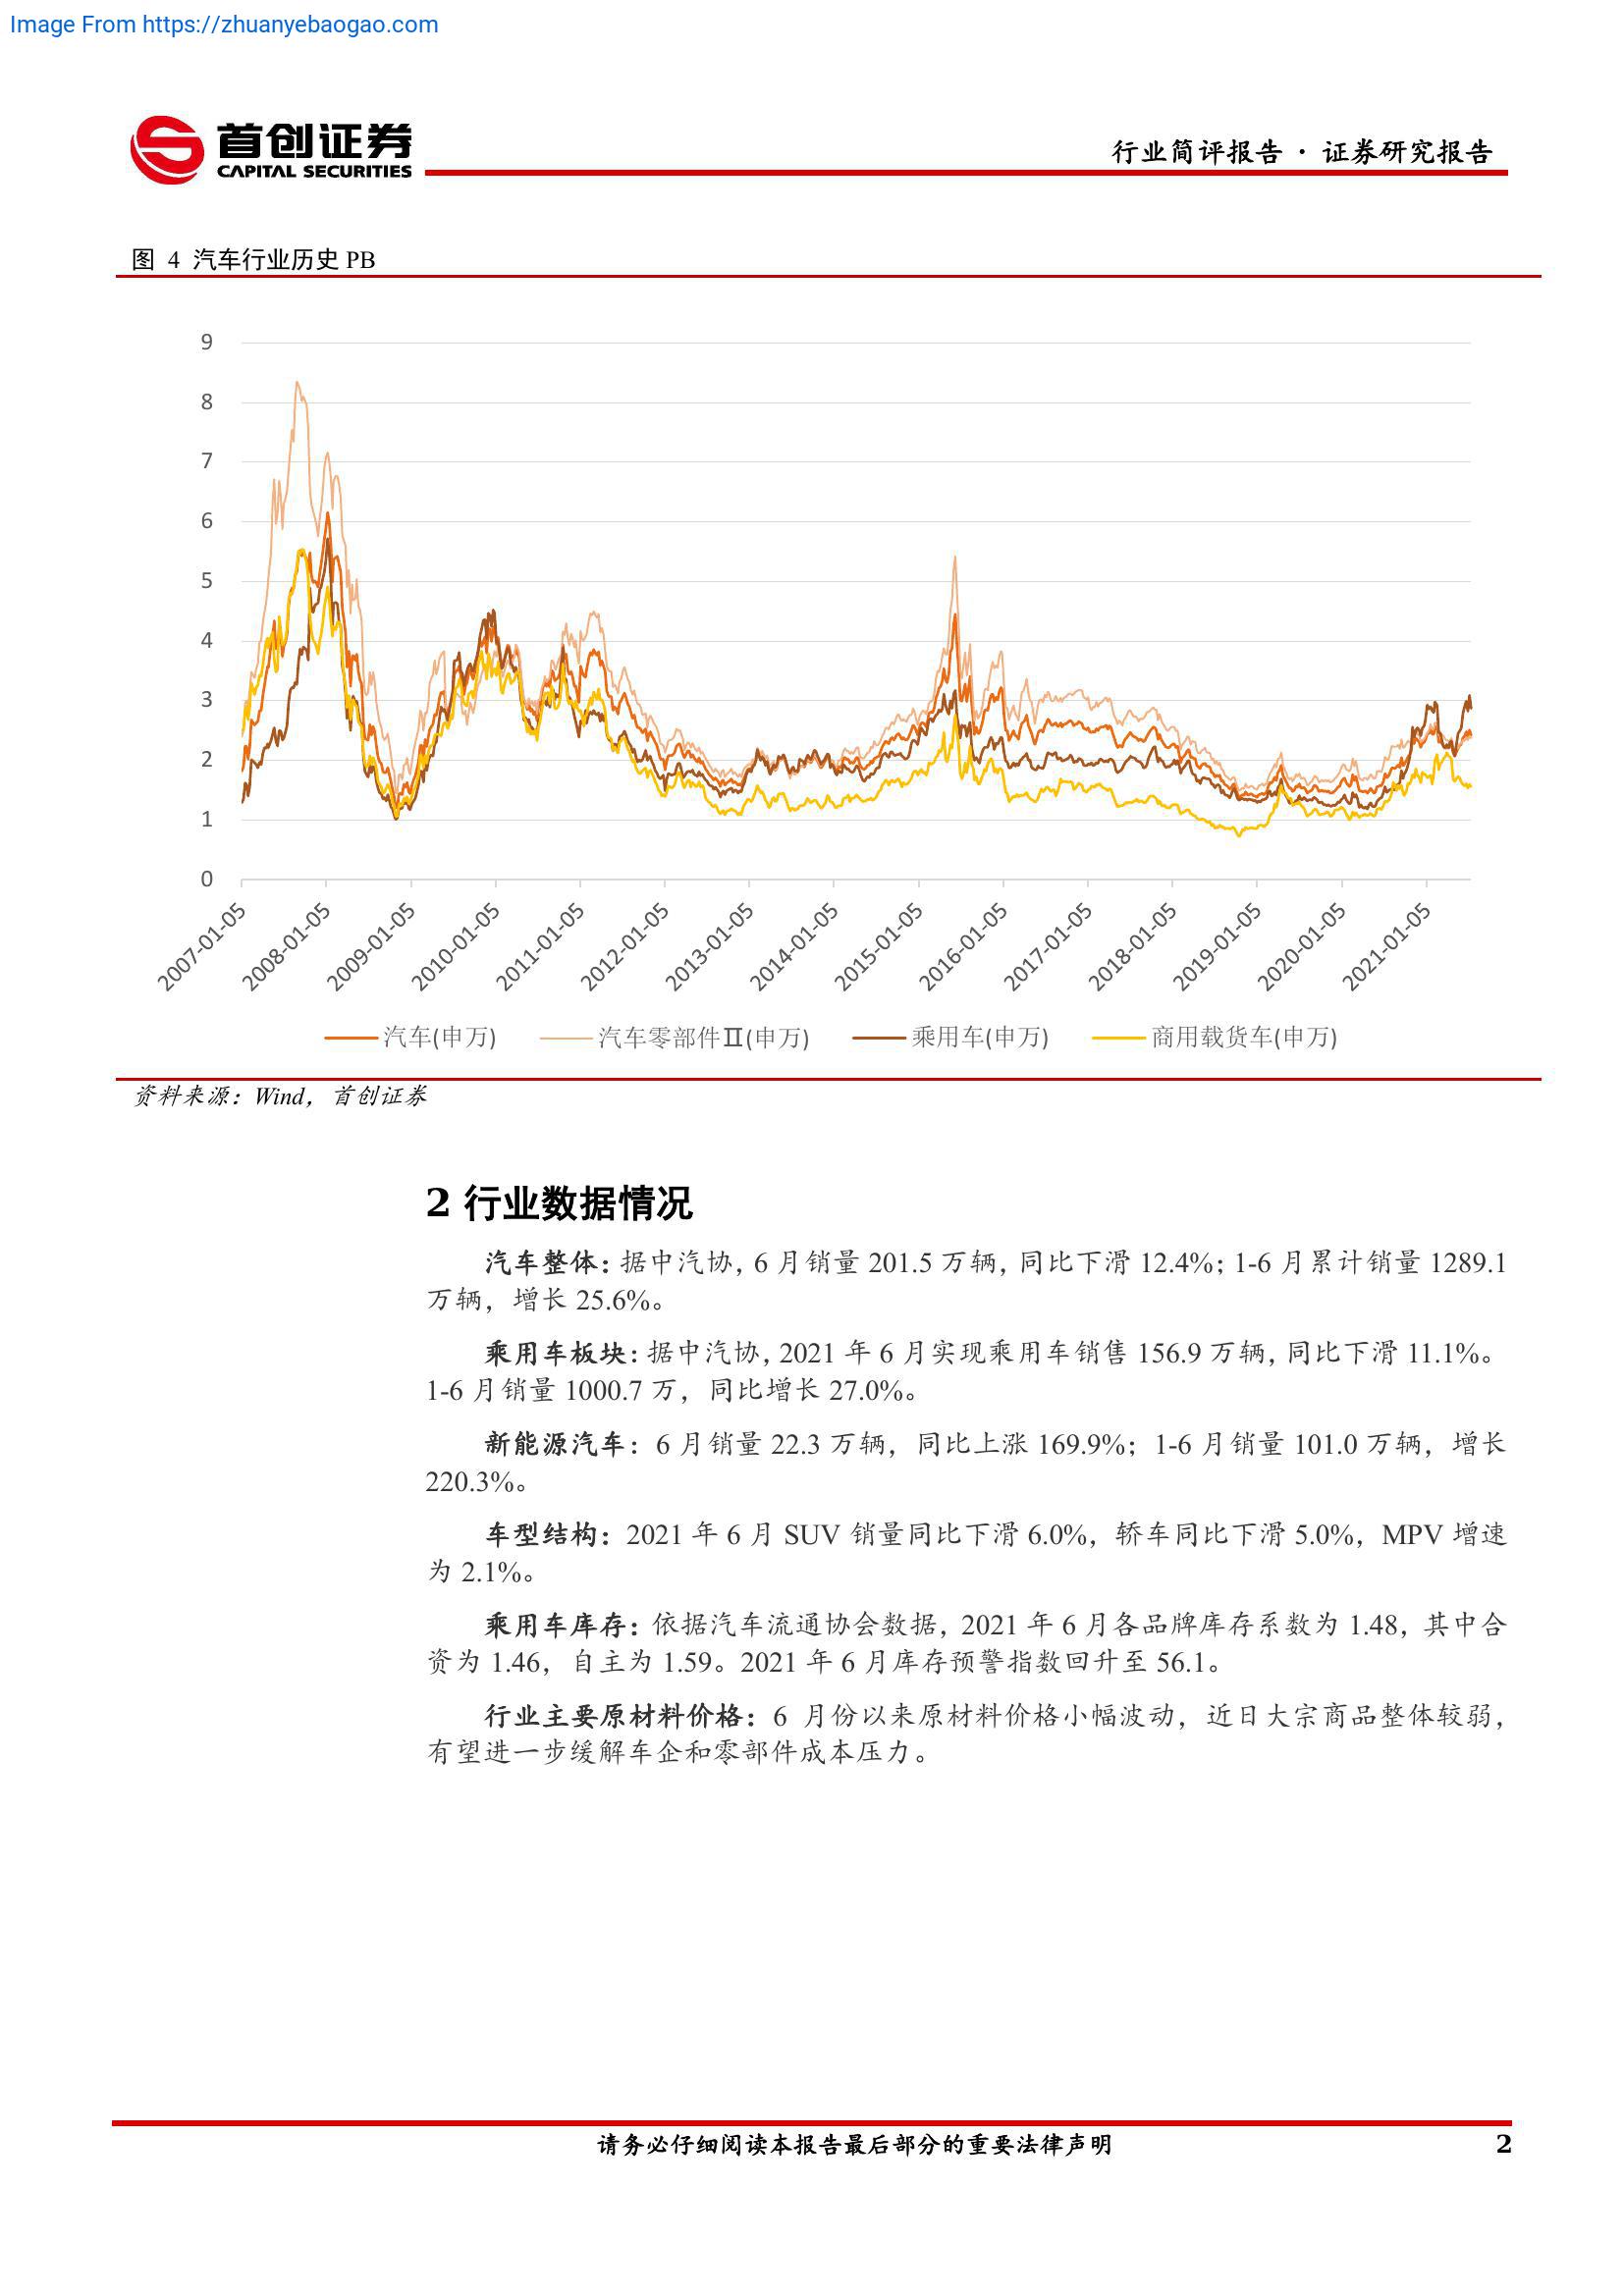 Image From https://zhuanyebaogao.com
首创证券
CAPITAL SECURITIES
行业简评报告 · 证券研究报告
图 4 汽车行业历史 PB
9
8
7
6
5
4
3
2
1
0
2007-01-05
2008-01-05
2009-01-05
2010-01-05
2011-01-05
2012-01-05
2013-01-05
2014-01-05
2015-01-05
2016-01-05
2017-01-05
2018-01-05
2019-01-05
2020-01-05
2021-01-05
汽车(申万) 汽车零部件Ⅱ(申万) 乘用车(申万) 商用载货车(申万)
资料来源：Wind，首创证券
2 行业数据情况
汽车整体：据中汽协，6 月销量 201.5 万辆，同比下滑 12.4%；1-6 月累计销量 1289.1
万辆，增长 25.6%。
乘用车板块：据中汽协，2021 年 6 月实现乘用车销售 156.9 万辆，同比下滑 11.1%。
1-6 月销量 1000.7 万，同比增长 27.0%。
新能源汽车：6 月销量 22.3 万辆，同比上涨 169.9%；1-6 月销量 101.0 万辆，增长
220.3%。
车型结构：2021 年 6 月 SUV 销量同比下滑 6.0%，轿车同比下滑 5.0%，MPV 增速
为 2.1%。
乘用车库存：依据汽车流通协会数据，2021 年 6 月各品牌库存系数为 1.48，其中合
资为 1.46，自主为 1.59。2021 年 6 月库存预警指数回升至 56.1。
行业主要原材料价格：6 月份以来原材料价格小幅波动，近日大宗商品整体较弱，
有望进一步缓解车企和零部件成本压力。
请务必仔细阅读本报告最后部分的重要法律声明
2